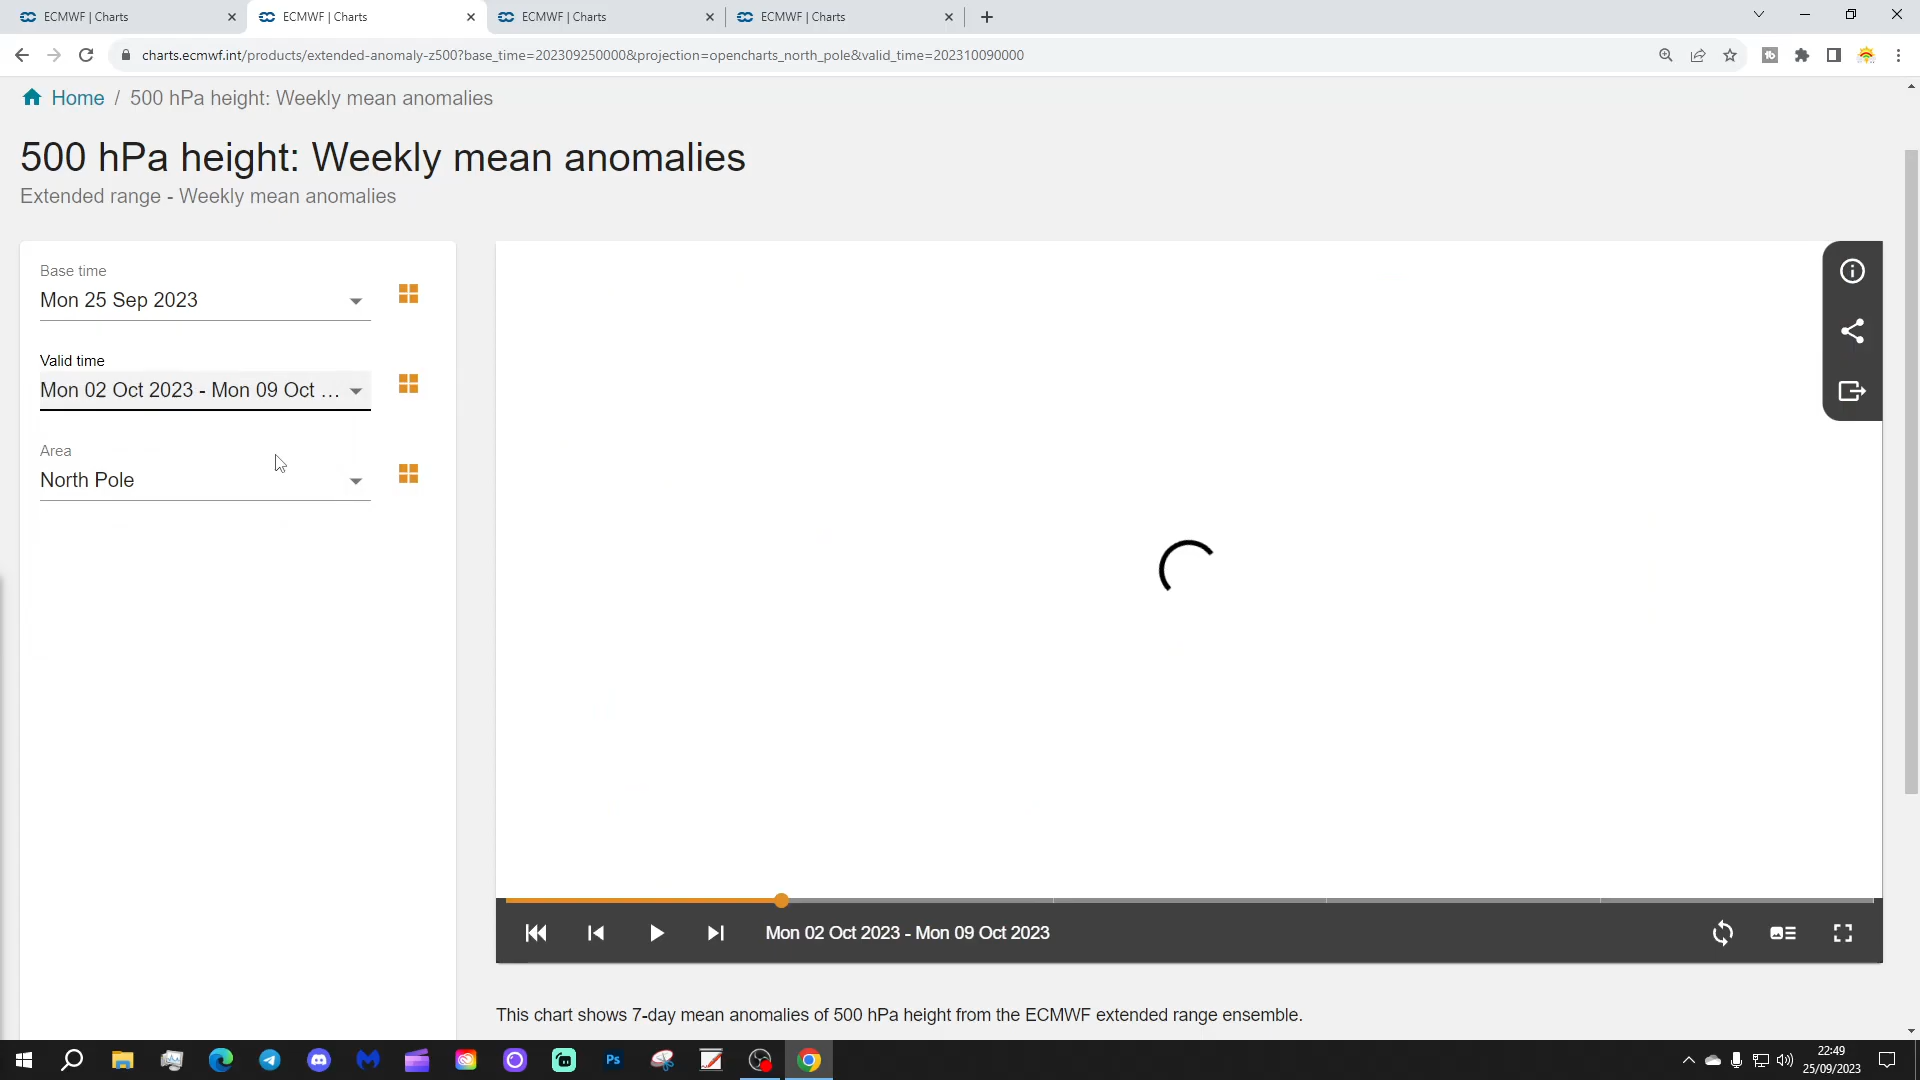 ECMWF | Charts
ECMWF | Charts
ECMWF | Charts
ECMWF | Charts
charts.ecmwf.int/products/extended-anomaly-z500?base_time=202309250000&projection=opencharts_north_pole&valid_time=202310090000
Home / 500 hPa height: Weekly mean anomalies
500 hPa height: Weekly mean anomalies
Extended range - Weekly mean anomalies
Base time
Mon 25 Sep 2023
Valid time
Mon 02 Oct 2023 - Mon 09 Oct ...
Area
North Pole
Mon 02 Oct 2023 - Mon 09 Oct 2023
This chart shows 7-day mean anomalies of 500 hPa height from the ECMWF extended range ensemble.
Ps
22:49
25/09/2023